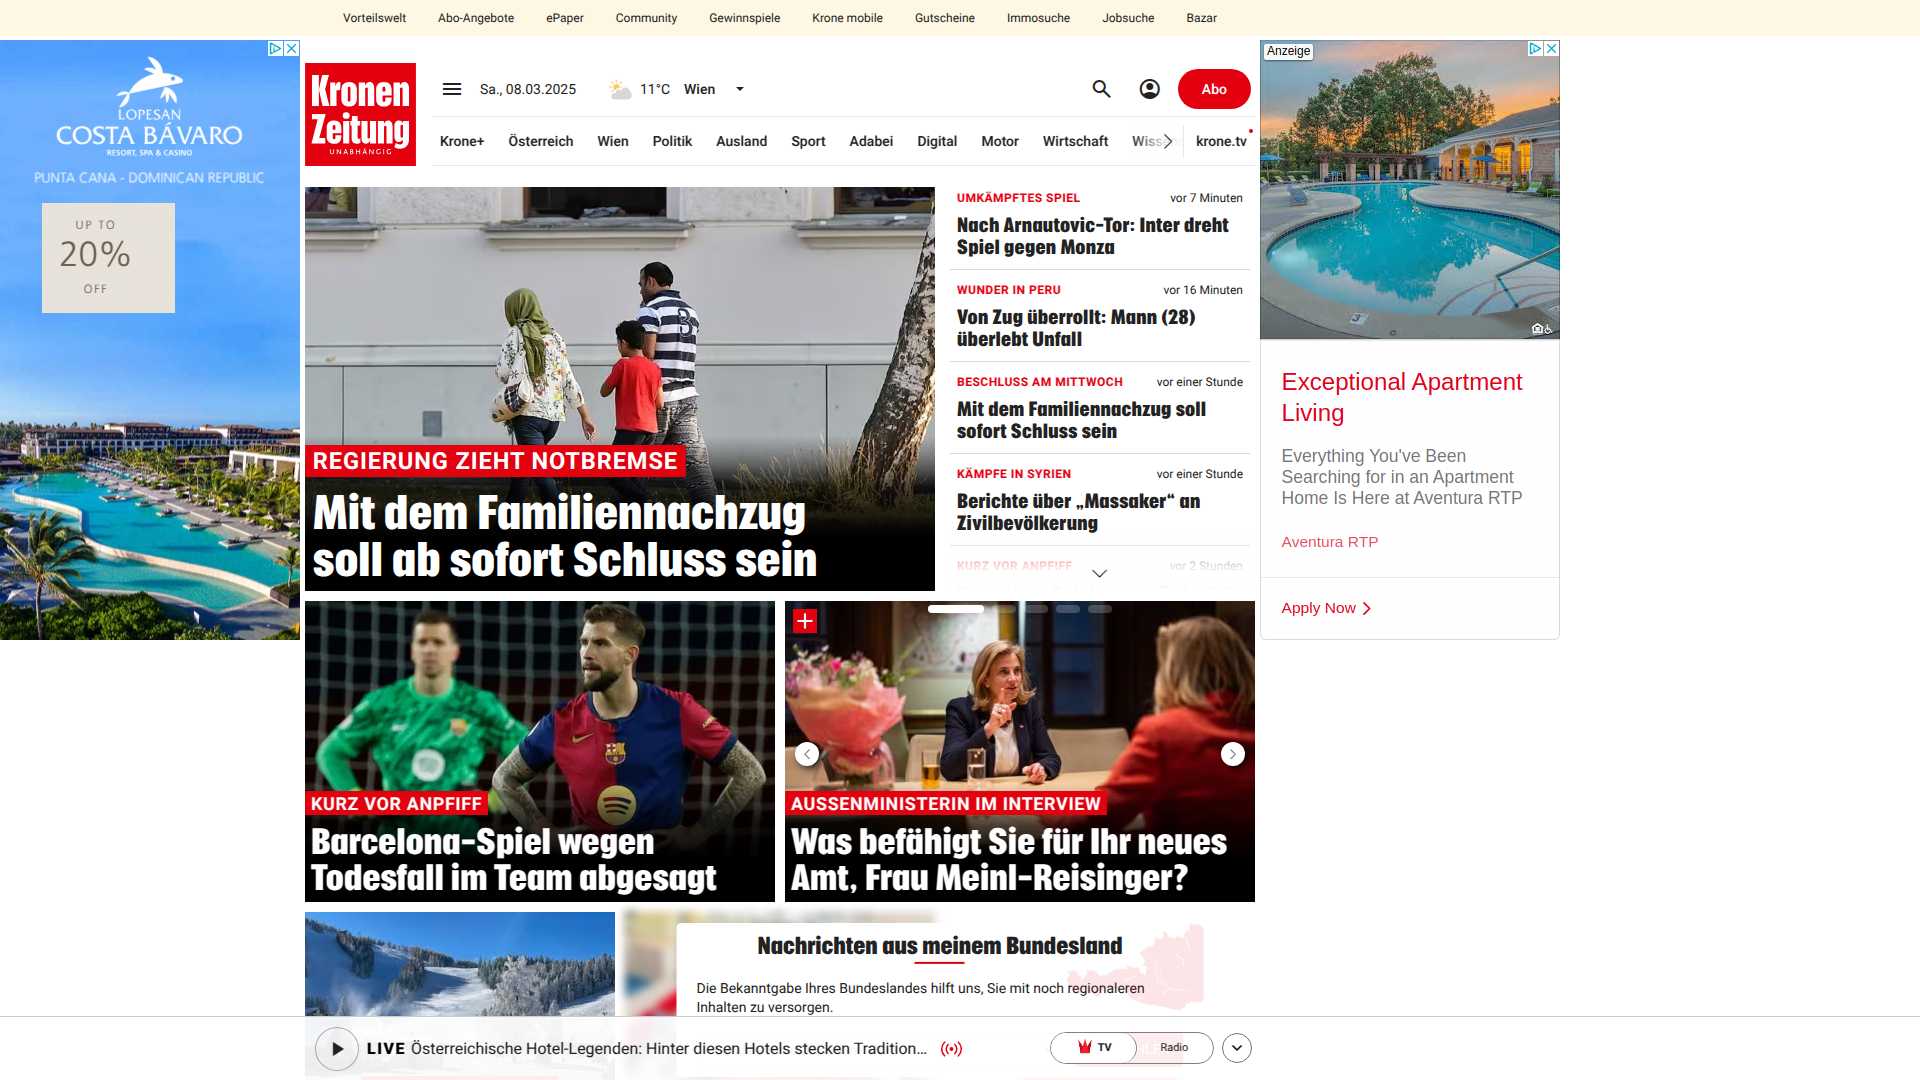 Vorteilswelt
Abo-Angebote
ePaper
Community
Gewinnspiele
Krone mobile
Gutscheine
Immosuche
Jobsuche
Bazar
LOPESAN
COSTA BÁVARO
RESORT, SPA & CASINO
PUNTA CANA - DOMINICAN REPUBLIC
UP TO
20%
OFF
Kronen
Zeitung
UNABHÄNGIG
Sa., 08.03.2025
11°C Wien
Abo
Krone+
Österreich
Wien
Politik
Ausland
Sport
Adabei
Digital
Motor
Wirtschaft
krone.tv
REGIERUNG ZIEHT NOTBREMSE
Mit dem Familiennachzug
soll ab sofort Schluss sein
UMKÄMPFTES SPIEL vor 7 Minuten
Nach Arnautovic-Tor: Inter dreht
Spiel gegen Monza
WUNDER IN PERU vor 16 Minuten
Von Zug überrollt: Mann (28)
überlebt Unfall
BESCHLUSS AM MITTWOCH vor einer Stunde
Mit dem Familiennachzug soll
sofort Schluss sein
KÄMPFE IN SYRIEN vor einer Stunde
Berichte über „Massaker“ an
Zivilbevölkerung
KURZ VOR ANPFIFF vor 2 Stunden
Anzeige
Exceptional Apartment
Living
Everything You've Been
Searching for in an Apartment
Home Is Here at Aventura RTP
Aventura RTP
Apply Now
KURZ VOR ANPFIFF
Barcelona-Spiel wegen
Todesfall im Team abgesagt
AUSSENMINISTERIN IM INTERVIEW
Was befähigt Sie für Ihr neues
Amt, Frau Meinl-Reisinger?
Nachrichten aus meinem Bundesland
Die Bekanntgabe Ihres Bundeslandes hilft uns, Sie mit noch regionaleren
Inhalten zu versorgen.
LIVE Österreichische Hotel-Legenden: Hinter diesen Hotels stecken Tradition...
TV
Radio